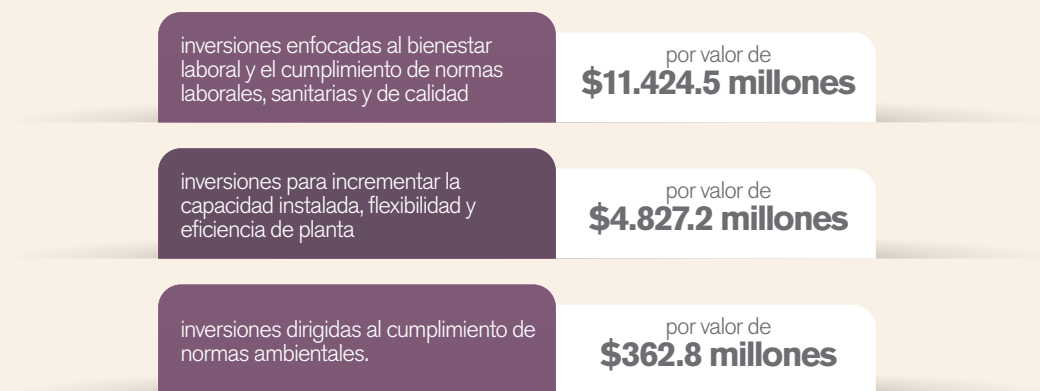 inversiones enfocadas al bienestar
laboral y el cumplimiento de normas
laborales, sanitarias y de calidad
por valor de
$11.424.5 millones
inversiones para incrementar la
capacidad instalada, flexibilidad y
eficiencia de planta
por valor de
$4.827.2 millones
inversiones dirigidas al cumplimiento de
normas ambientales.
por valor de
$362.8 millones